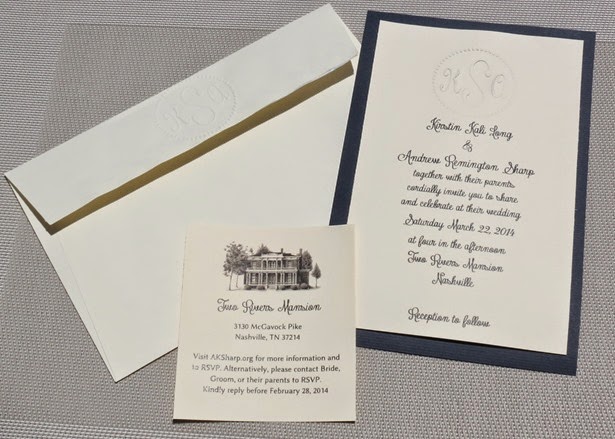 KSA
KSA
Kirstin Kali Long
&
Andrew Remington Sharp
together with their parents
cordially invite you to share
and celebrate at their wedding
Saturday March 22, 2014
at four in the afternoon
Two Rivers Mansion
Nashville
Reception to follow
Two Rivers Mansion
3130 McGavock Pike
Nashville, TN 37214
Visit AKSharp.org for more information and
to RSVP. Alternatively, please contact Bride,
Groom, or their parents to RSVP.
Kindly reply before February 28, 2014